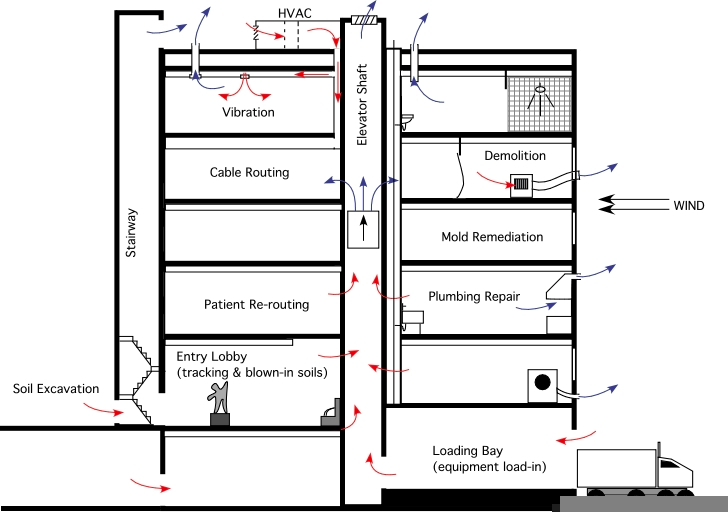 HVAC
Elevator Shaft
Vibration
Demolition
Cable Routing
WIND
Stairway
Mold Remediation
Patient Re-routing
Plumbing Repair
Entry Lobby
(tracking & blown-in soils)
Soil Excavation
Loading Bay
(equipment load-in)